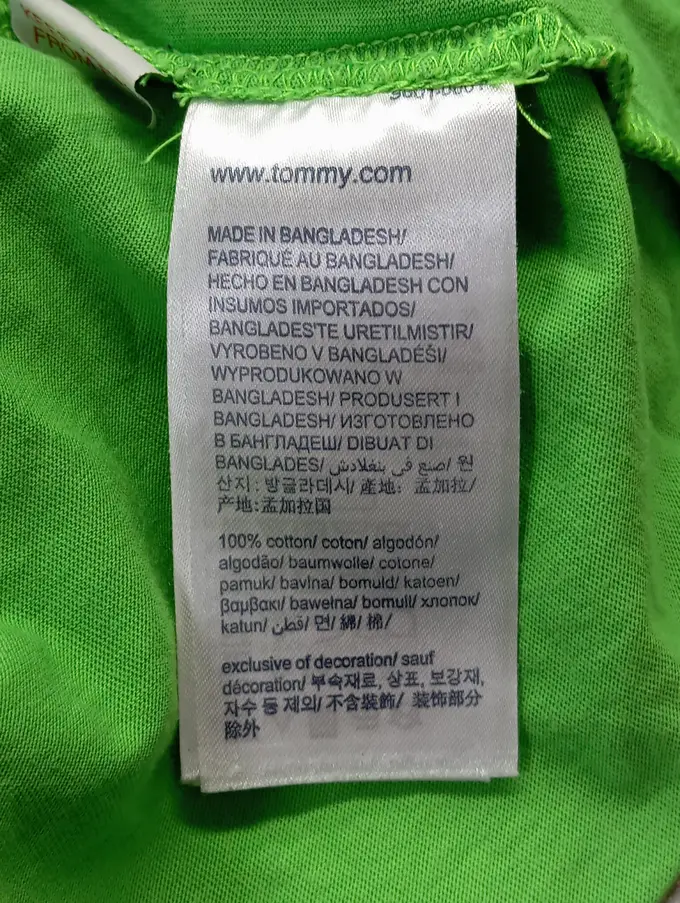 FROM
www.tommy.com
MADE IN BANGLADESH/
FABRIQUÉ AU BANGLADESH/
HECHO EN BANGLADESH CON
INSUMOS IMPORTADOS/
BANGLADES'TE URETILMISTIR/
VYROBENO V BANGLADÉŠI/
WYPRODUKOWANO W
BANGLADESH/ PRODUSERT I
BANGLADESH/ ИЗГОТОВЛЕНО
В БАНГЛАДЕШ/ DIBUAT DI
BANGLADES/ صنع في بنغلادش/ 원
산지: 방글라데시/ 產地: 孟加拉/
产地:孟加拉国
100% cotton/ coton/ algodón/
algodão/ baumwolle/ cotone/
pamuk/ bavlna/ bomuld/ katoen/
βαμβακι/ bawełna/ bomull/ хлопок/
katun/ قطن/ 면/ 綿/ 棉/
exclusive of decoration/ sauf
décoration/ 부속재료, 상표, 보강재,
자수 등 제외/ 不含裝飾/ 装饰部分
除外